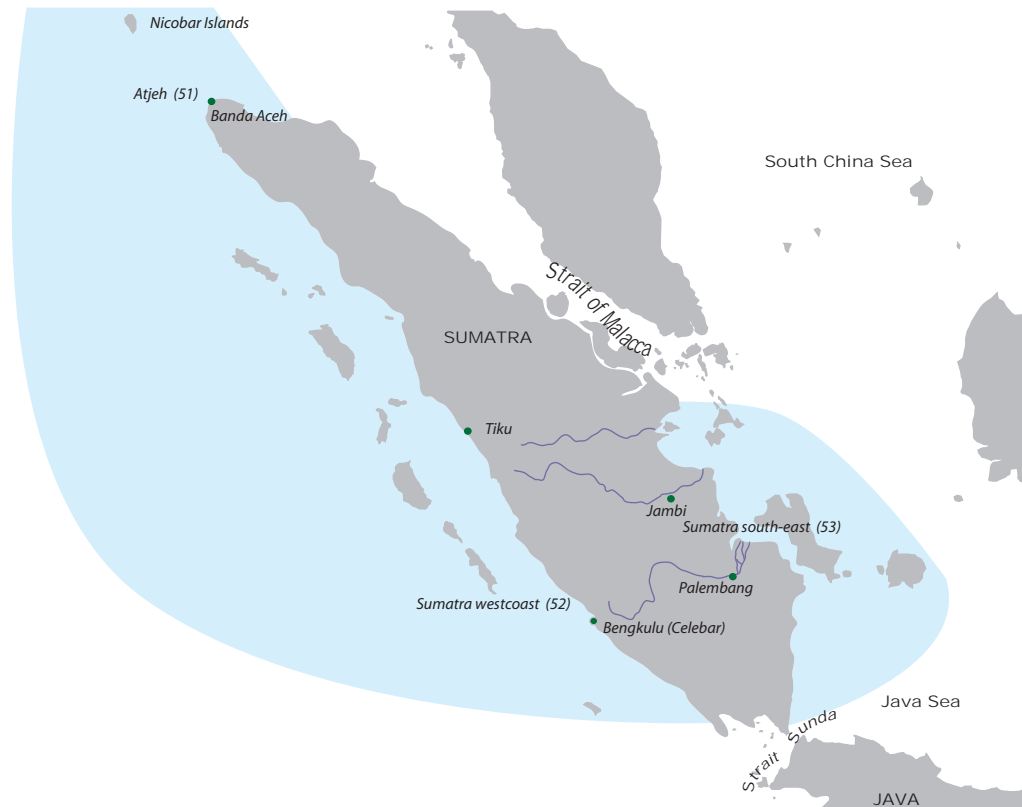 Nicobar Islands
Atjeh (51)
Banda Aceh
South China Sea
Strait of Malacca
SUMATRA
Tiku
Jambi
Sumatra south-east (53)
Palembang
Sumatra westcoast (52)
Bengkulu (Celebar)
Java Sea
Strait Sunda
JAVA